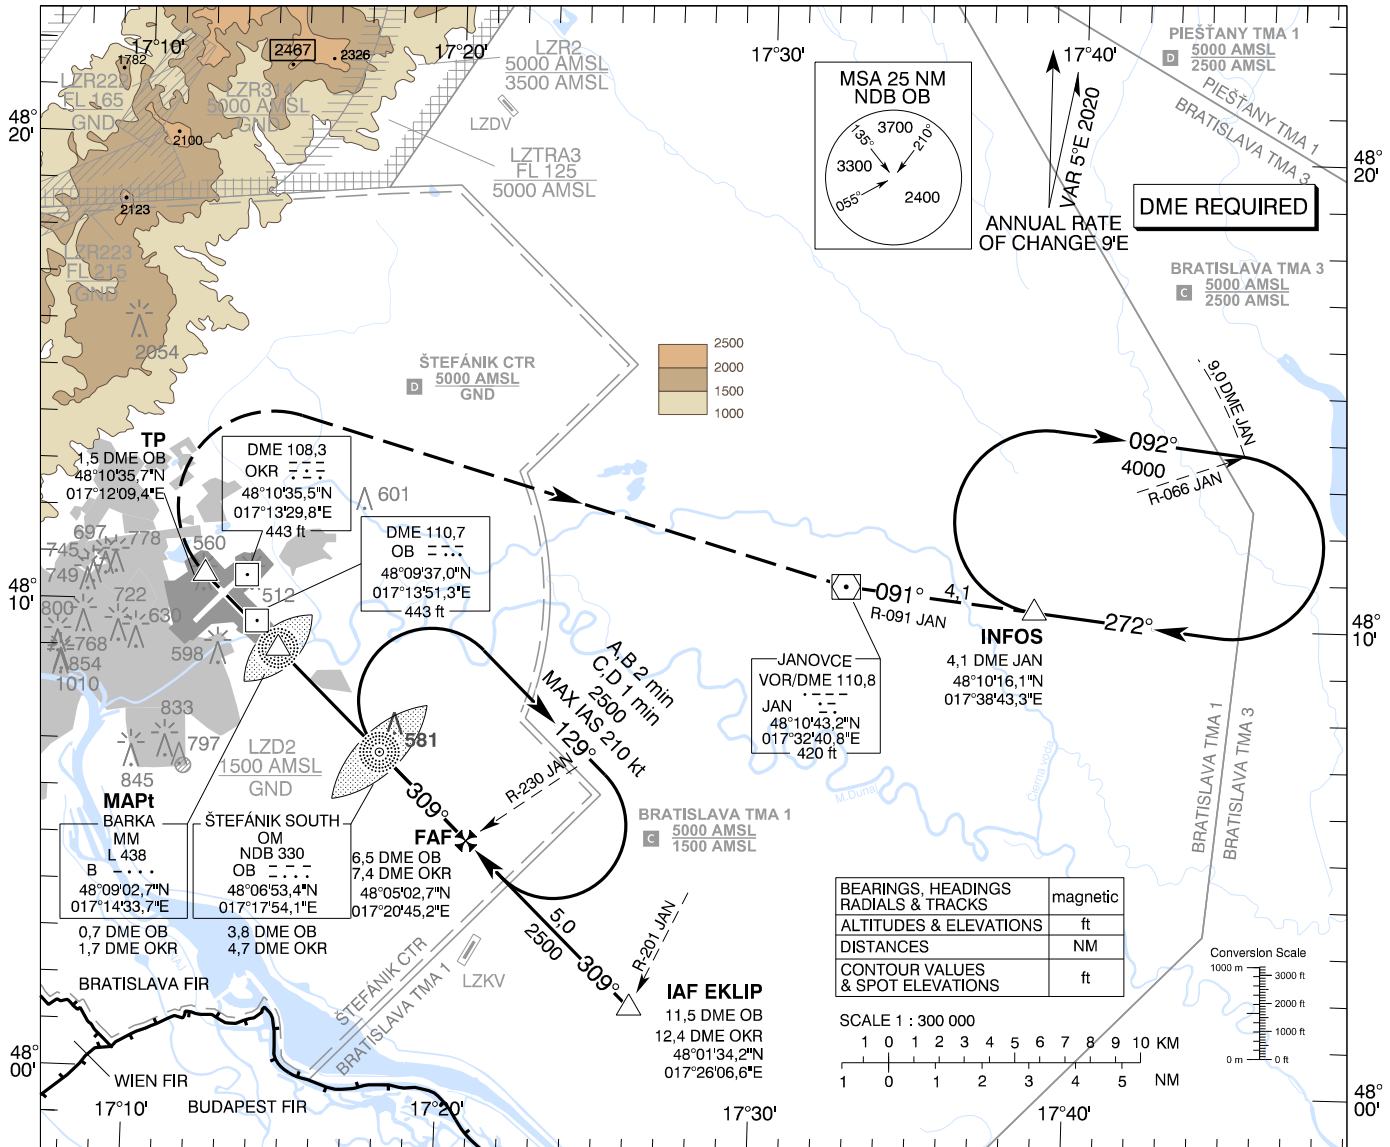 17°10'
17°20'
17°30'
17°40'
48°
20'
48°
20'
1782
2467
2326
2100
2123
2054
LZR222
FL 165
GND
LZR314
5000 AMSL
GND
LZR2
5000 AMSL
3500 AMSL
LZDV
LZTRA3
FL 125
5000 AMSL
LZR223
FL 215
GND
MSA 25 NM
NDB OB
3700
135°
210°
3300
055°
2400
VAR 5°E 2020
ANNUAL RATE
OF CHANGE 9'E
PIEŠŤANY TMA 1
D
5000 AMSL
2500 AMSL
PIEŠŤANY TMA 1
BRATISLAVA TMA 3
DME REQUIRED
BRATISLAVA TMA 3
C
5000 AMSL
2500 AMSL
ŠTEFÁNIK CTR
D
5000 AMSL
GND
2500
2000
1500
1000
TP
1,5 DME OB
48°10'35,7"N
017°12'09,4"E
DME 108,3
OKR
48°10'35,5"N
017°13'29,8"E
443 ft
601
DME 110,7
OB
48°09'37,0"N
017°13'51,3"E
443 ft
697
778
745
749
560
512
722
800
630
768
854
1010
598
833
797
845
581
48°
10'
48°
10'
9,0 DME JAN
092°
4000
R-066 JAN
091°
4,1
R-091 JAN
272°
INFOS
4,1 DME JAN
48°10'16,1"N
017°38'43,3"E
JANOVCE
VOR/DME 110,8
JAN
48°10'43,2"N
017°32'40,8"E
420 ft
A,B 2 min
C,D 1 min
2500
MAX IAS 210 kt
129°
R-230 JAN
309°
FAF
6,5 DME OB
7,4 DME OKR
48°05'02,7"N
017°20'45,2"E
LZD2
1500 AMSL
GND
MAPt
BARKA
MM
L 438
B
48°09'02,7"N
017°14'33,7"E
0,7 DME OB
1,7 DME OKR
ŠTEFÁNIK SOUTH
OM
NDB 330
OB
48°06'53,4"N
017°17'54,1"E
3,8 DME OB
4,7 DME OKR
BRATISLAVA TMA 1
C
5000 AMSL
1500 AMSL
M.Dunaj
Čierna voda
BRATISLAVA TMA 1
BRATISLAVA TMA 3
5,0
2500
309°
R-201 JAN
IAF EKLIP
11,5 DME OB
12,4 DME OKR
48°01'34,2"N
017°26'06,6"E
LZKV
ŠTEFÁNIK CTR
BRATISLAVA TMA 1
BRATISLAVA FIR
WIEN FIR
BUDAPEST FIR
BEARINGS, HEADINGS
RADIALS & TRACKS
magnetic
ALTITUDES & ELEVATIONS
ft
DISTANCES
NM
CONTOUR VALUES
& SPOT ELEVATIONS
ft
SCALE 1 : 300 000
1 0 1 2 3 4 5 6 7 8 9 10 KM
1 0 1 2 3 4 5 NM
Conversion Scale
1000 m
3000 ft
2000 ft
1000 ft
0 m
0 ft
48°
00'
48°
00'
17°10'
17°20'
17°30'
17°40'